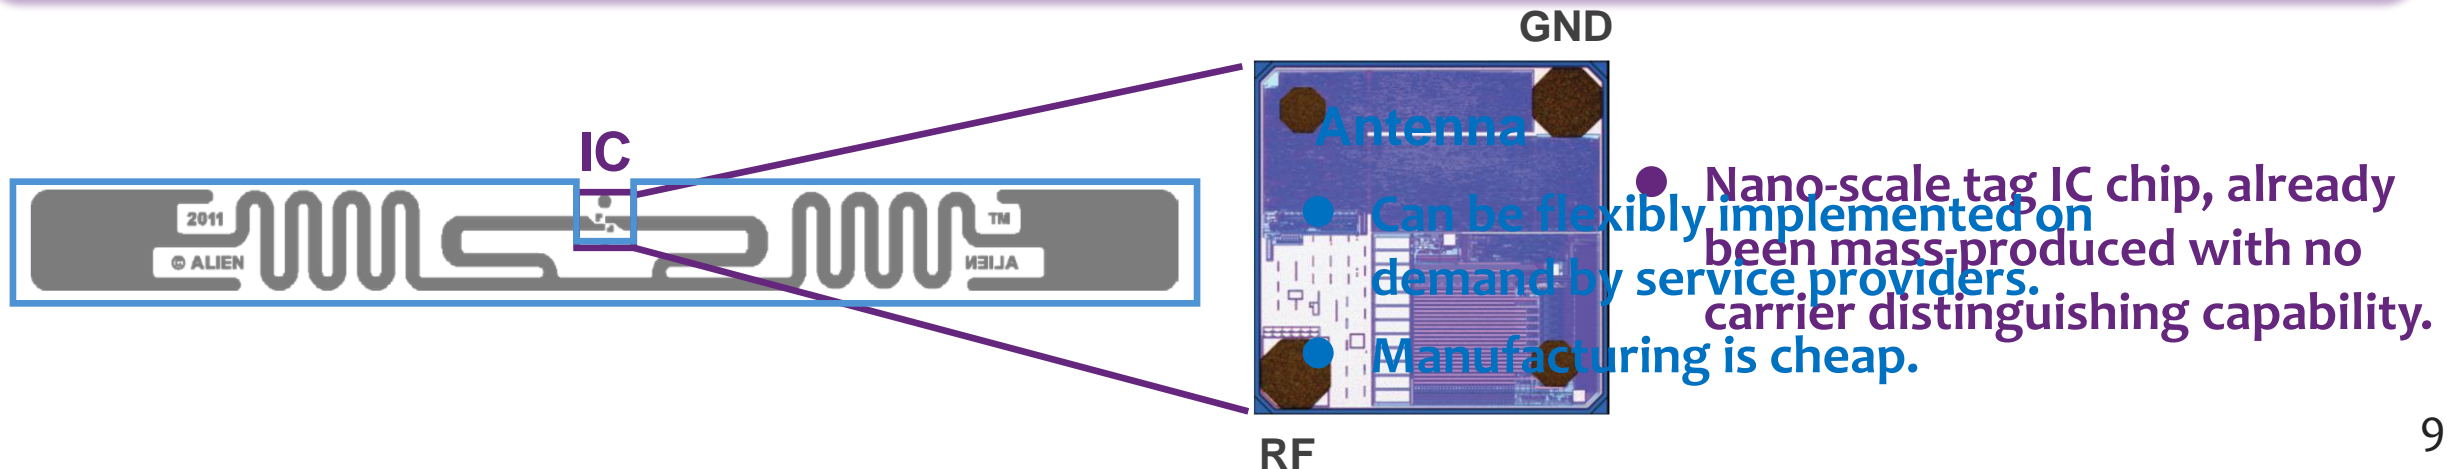 GND
IC
Antenna
Nano-scale tag IC chip, already
been mass-produced with no
carrier distinguishing capability.
Can be flexibly implemented on
demand by service providers.
Manufacturing is cheap.
2011
© ALIEN
TM
ALIEN
RF
9